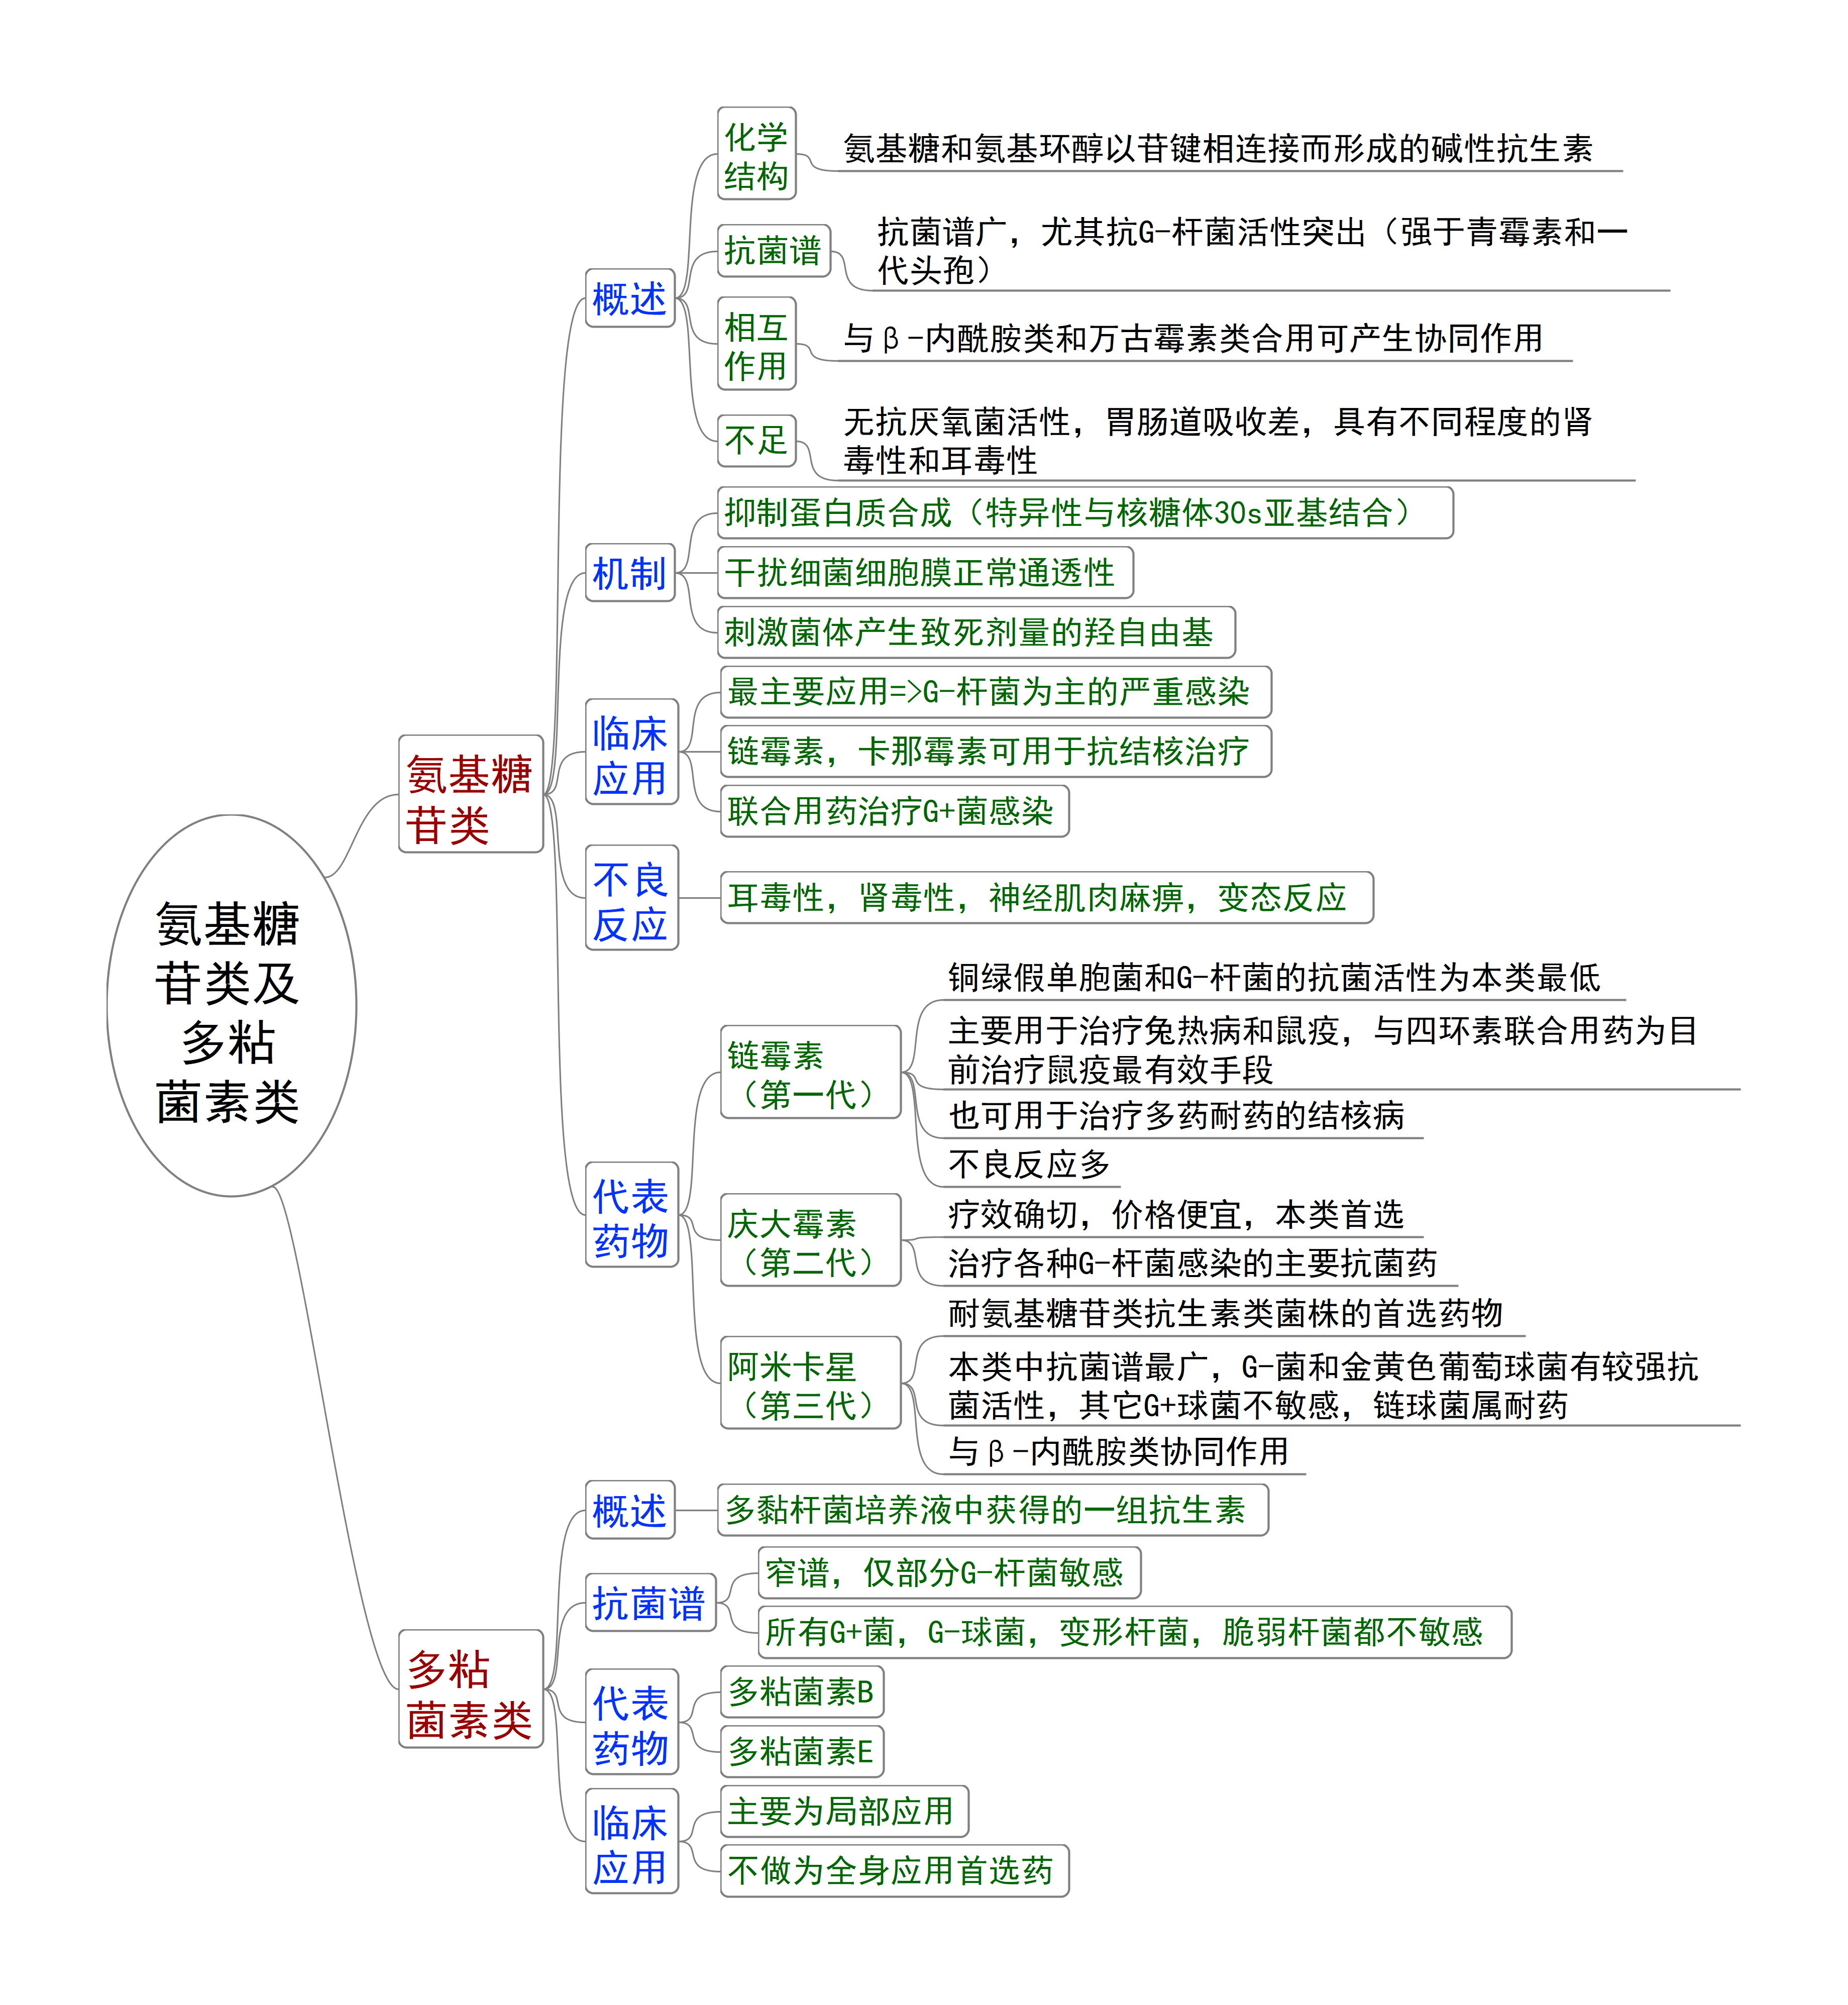 氨基糖
苷类及
多粘
菌素类
氨基糖
苷类
概述
化学
结构
氨基糖和氨基环醇以苷键相连接而形成的碱性抗生素
抗菌谱
抗菌谱广，尤其抗G-杆菌活性突出（强于青霉素和一
代头孢）
相互
作用
与β-内酰胺类和万古霉素类合用可产生协同作用
不足
无抗厌氧菌活性，胃肠道吸收差，具有不同程度的肾
毒性和耳毒性
机制
抑制蛋白质合成（特异性与核糖体30s亚基结合）
干扰细菌细胞膜正常通透性
刺激菌体产生致死剂量的羟自由基
临床
应用
最主要应用=>G-杆菌为主的严重感染
链霉素，卡那霉素可用于抗结核治疗
联合用药治疗G+菌感染
不良
反应
耳毒性，肾毒性，神经肌肉麻痹，变态反应
代表
药物
链霉素
（第一代）
铜绿假单胞菌和G-杆菌的抗菌活性为本类最低
主要用于治疗兔热病和鼠疫，与四环素联合用药为目
前治疗鼠疫最有效手段
也可用于治疗多药耐药的结核病
不良反应多
庆大霉素
（第二代）
疗效确切，价格便宜，本类首选
治疗各种G-杆菌感染的主要抗菌药
阿米卡星
（第三代）
耐氨基糖苷类抗生素类菌株的首选药物
本类中抗菌谱最广，G-菌和金黄色葡萄球菌有较强抗
菌活性，其它G+球菌不敏感，链球菌属耐药
与β-内酰胺类协同作用
多粘
菌素类
概述
多黏杆菌培养液中获得的一组抗生素
抗菌谱
窄谱，仅部分G-杆菌敏感
所有G+菌，G-球菌，变形杆菌，脆弱杆菌都不敏感
代表
药物
多粘菌素B
多粘菌素E
临床
应用
主要为局部应用
不做为全身应用首选药